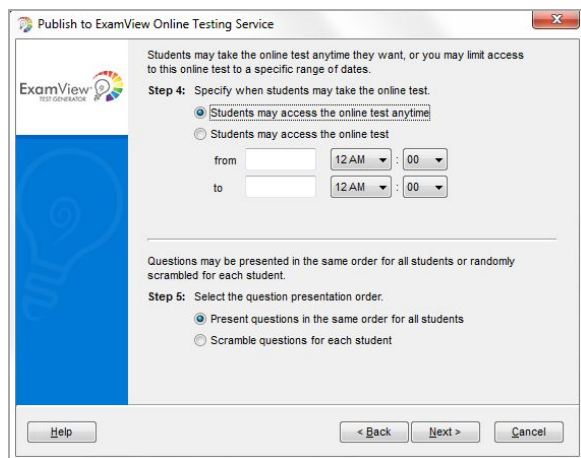 Publish to ExamView Online Testing Service
ExamView
TEST GENERATOR
Students may take the online test anytime they want, or you may limit access
to this online test to a specific range of dates.
Step 4: Specify when students may take the online test.
Students may access the online test anytime
Students may access the online test
from 12 AM : 00
to 12 AM : 00
Questions may be presented in the same order for all students or randomly
scrambled for each student.
Step 5: Select the question presentation order.
Present questions in the same order for all students
Scramble questions for each student
Help < Back Next > Cancel